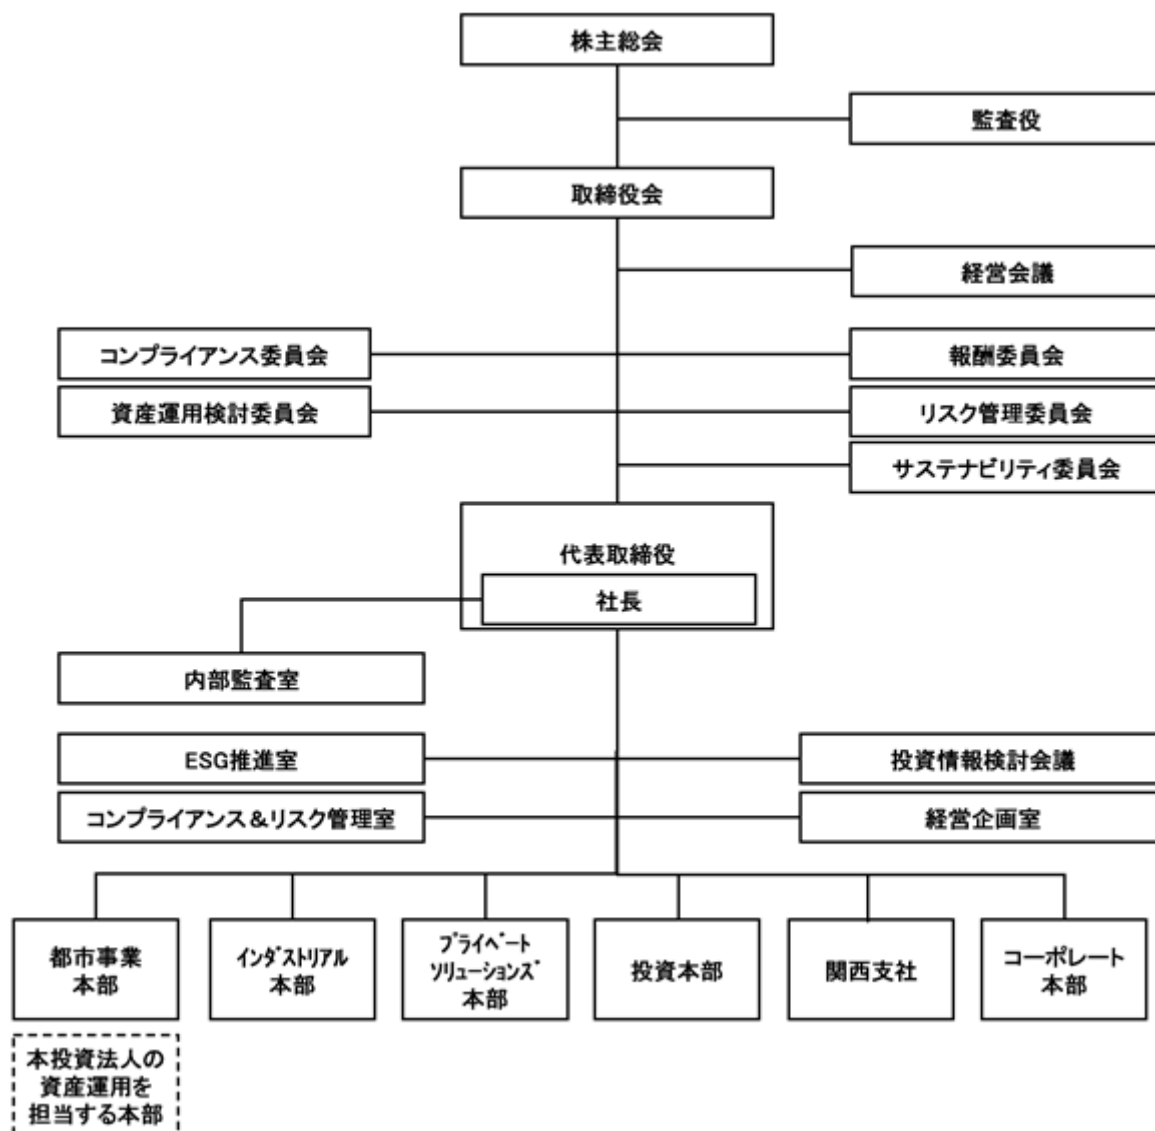 株主総会
監査役
取締役会
経営会議
コンプライアンス委員会
報酬委員会
資産運用検討委員会
リスク管理委員会
サステナビリティ委員会
代表取締役
社長
内部監査室
ESG推進室
投資情報検討会議
コンプライアンス&リスク管理室
経営企画室
都市事業
本部
ｲﾝﾀﾞｽﾄﾘｱﾙ
本部
ﾌﾟﾗｲﾍﾞｰﾄ
ｿﾘｭｰｼｮﾝｽﾞ
本部
投資本部
関西支社
コーポレート
本部
本投資法人の
資産運用を
担当する本部